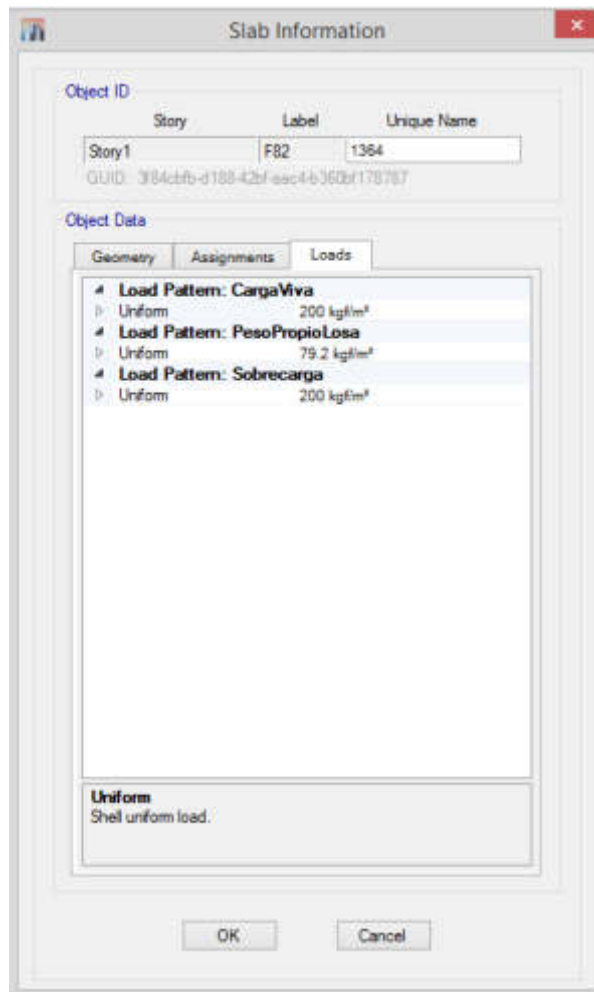 Slab Information
Object ID
Story Label Unique Name
Story1 F82 1364
GUID:
Object Data
Geometry Assignments Loads
Load Pattern: CargaViva
Uniform 200 kgf/m²
Load Pattern: PesoPropioLosa
Uniform 79.2 kgf/m²
Load Pattern: Sobrecarga
Uniform 200 kgf/m²
Uniform
Shell uniform load.
OK Cancel